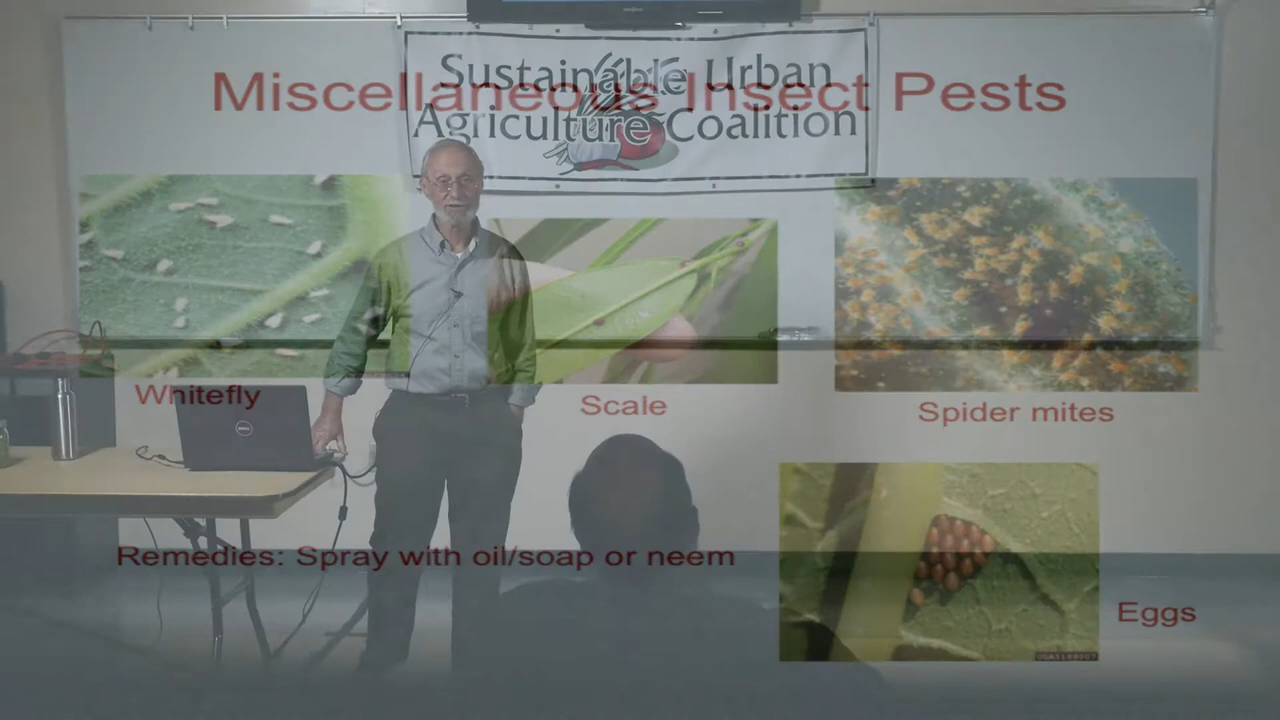 Sustainable Urban
Agriculture Coalition
Miscellaneous Insect Pests
Whitefly
Scale
Spider mites
DELL
Remedies: Spray with oil/soap or neem
Eggs